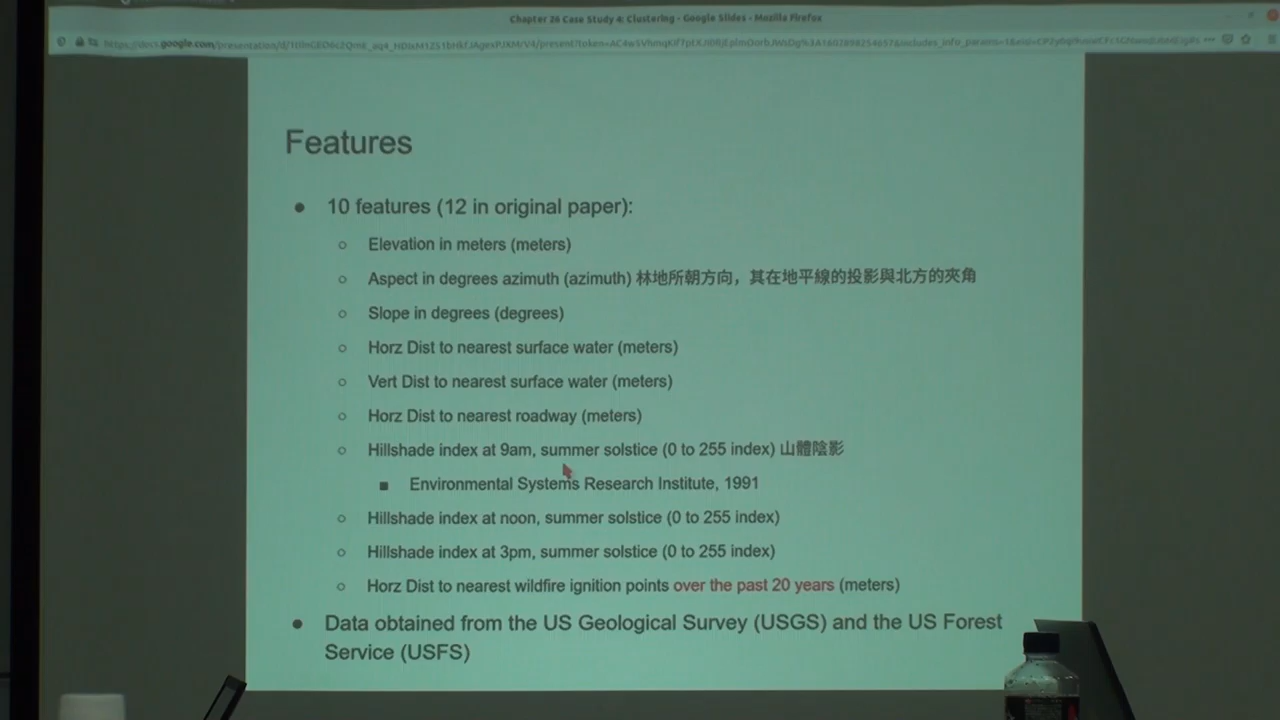 Chapter 26 Case Study 4: Clustering - Google Slides - Mozilla Firefox
Features
● 10 features (12 in original paper):
○ Elevation in meters (meters)
○ Aspect in degrees azimuth (azimuth) 林地所朝方向，其在地平線的投影與北方的夾角
○ Slope in degrees (degrees)
○ Horz Dist to nearest surface water (meters)
○ Vert Dist to nearest surface water (meters)
○ Horz Dist to nearest roadway (meters)
○ Hillshade index at 9am, summer solstice (0 to 255 index) 山體陰影
■ Environmental Systems Research Institute, 1991
○ Hillshade index at noon, summer solstice (0 to 255 index)
○ Hillshade index at 3pm, summer solstice (0 to 255 index)
○ Horz Dist to nearest wildfire ignition points over the past 20 years (meters)
● Data obtained from the US Geological Survey (USGS) and the US Forest
Service (USFS)